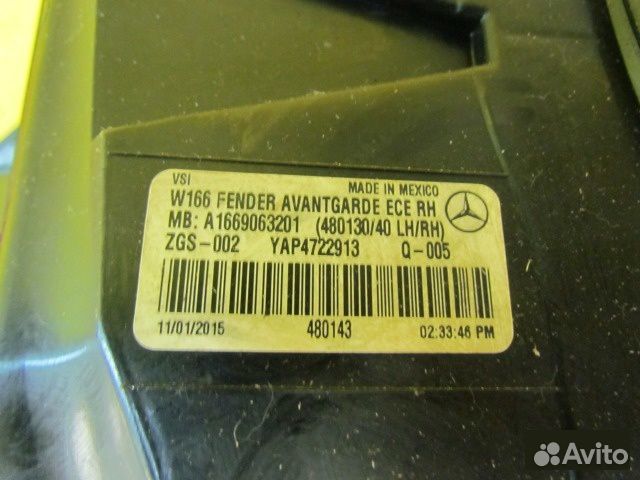 VSI MADE IN MEXICO
W166 FENDER AVANTGARDE ECE RH
MB: A1669063201 (480130/40 LH/RH)
ZGS-002 YAP4722913 Q-005
11/01/2015 480143 02:33:46 PM
Avito